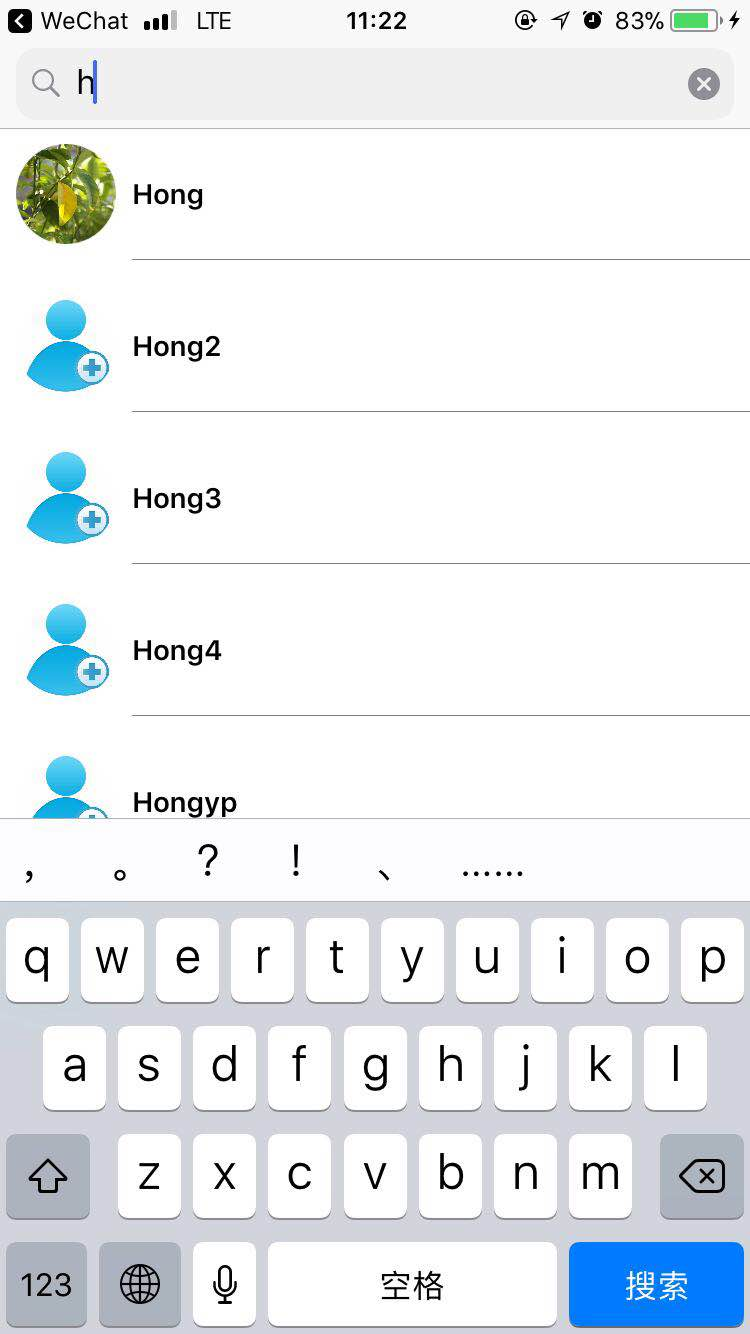 WeChat LTE 11:22 83%
h
Hong
Hong2
Hong3
Hong4
Hongyp
， 。 ? ! 、 ……
q w e r t y u i o p
a s d f g h j k l
z x c v b n m
123 空格 搜索